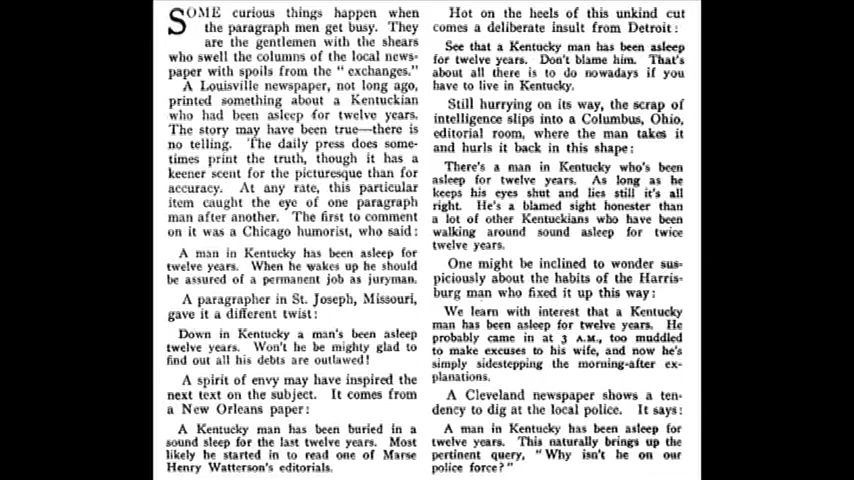 SOME curious things happen when
the paragraph men get busy. They
are the gentlemen with the shears
who swell the columns of the local news-
paper with spoils from the "exchanges."
A Louisville newspaper, not long ago,
printed something about a Kentuckian
who had been asleep for twelve years.
The story may have been true—there is
no telling. The daily press does some-
times print the truth, though it has a
keener scent for the picturesque than for
accuracy. At any rate, this particular
item caught the eye of one paragraph
man after another. The first to comment
on it was a Chicago humorist, who said:
A man in Kentucky has been asleep for
twelve years. When he wakes up he should
be assured of a permanent job as juryman.
A paragrapher in St. Joseph, Missouri,
gave it a different twist:
Down in Kentucky a man's been asleep
twelve years. Won't he be mighty glad to
find out all his debts are outlawed!
A spirit of envy may have inspired the
next text on the subject. It comes from
a New Orleans paper:
A Kentucky man has been buried in a
sound sleep for the last twelve years. Most
likely he started in to read one of Marse
Henry Watterson's editorials.
Hot on the heels of this unkind cut
comes a deliberate insult from Detroit:
See that a Kentucky man has been asleep
for twelve years. Don't blame him. That's
about all there is to do nowadays if you
have to live in Kentucky.
Still hurrying on its way, the scrap of
intelligence slips into a Columbus, Ohio,
editorial room, where the man takes it
and hurls it back in this shape:
There's a man in Kentucky who's been
asleep for twelve years. As long as he
keeps his eyes shut and lies still it's all
right. He's a blamed sight honester than
a lot of other Kentuckians who have been
walking around sound asleep for twice
twelve years.
One might be inclined to wonder sus-
piciously about the habits of the Harris-
burg man who fixed it up this way:
We learn with interest that a Kentucky
man has been asleep for twelve years. He
probably came in at 3 A.M., too muddled
to make excuses to his wife, and now he's
simply sidestepping the morning-after ex-
planations.
A Cleveland newspaper shows a ten-
dency to dig at the local police. It says:
A man in Kentucky has been asleep for
twelve years. This naturally brings up the
pertinent query, "Why isn't he on our
police force?"